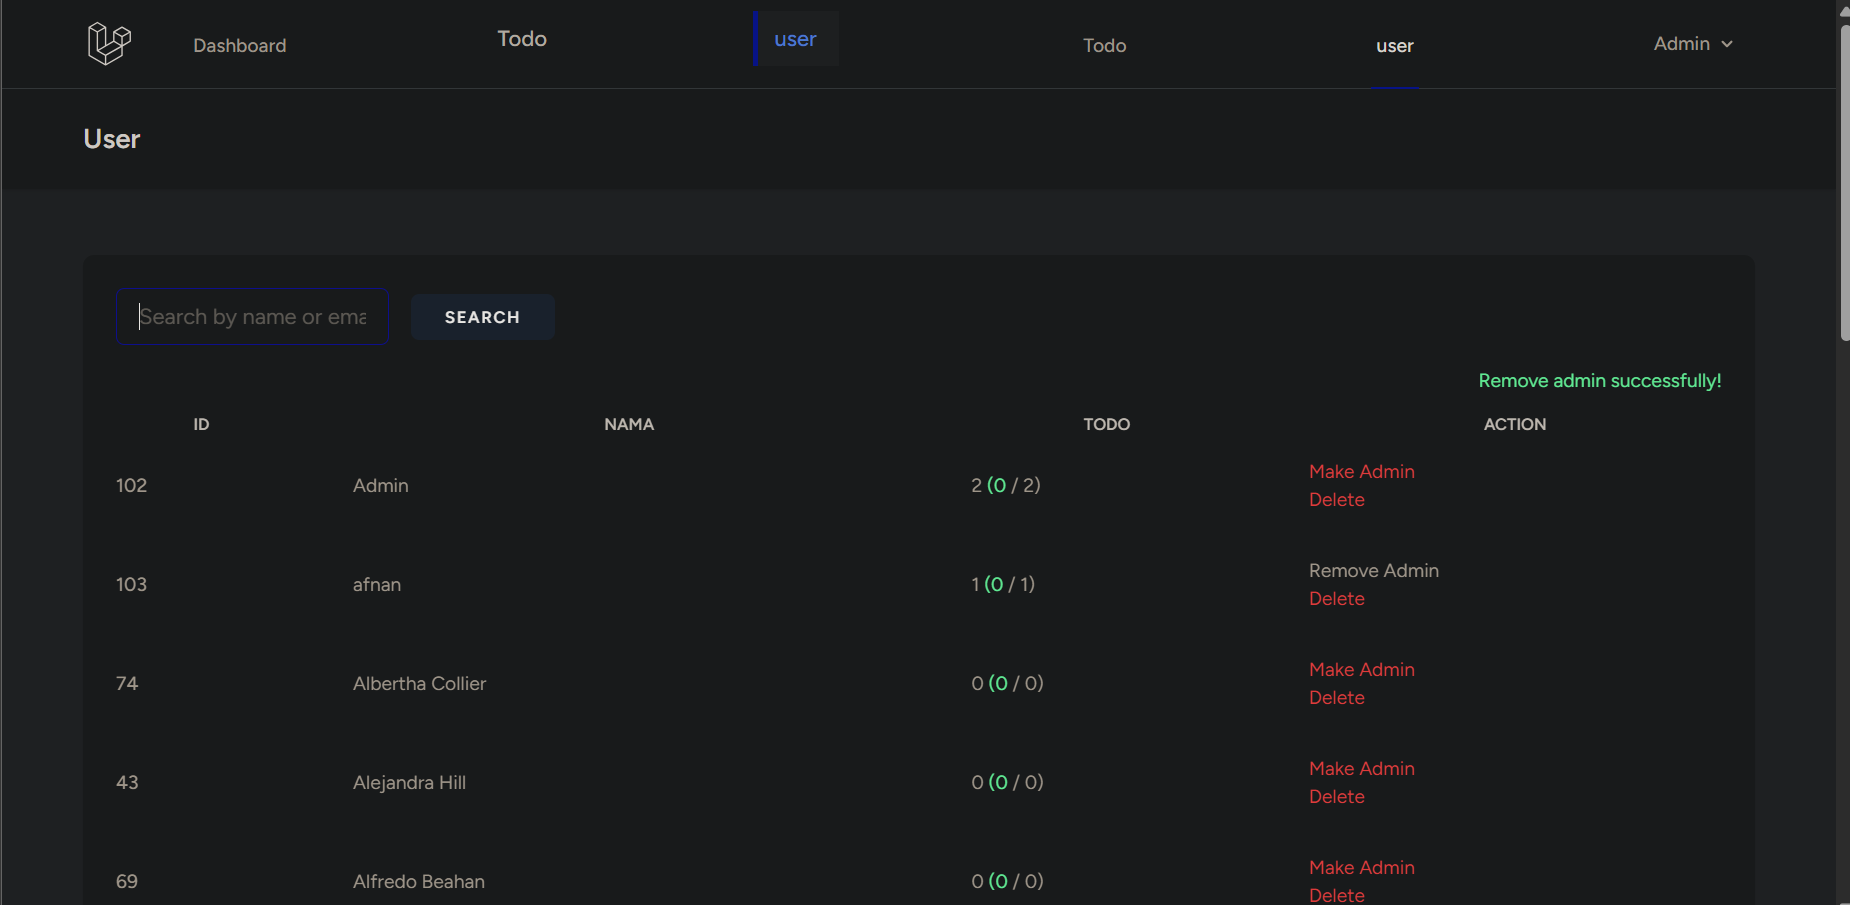 Dashboard Todo user Todo user Admin
User
Search by name or ema SEARCH
Remove admin successfully!
ID NAMA TODO ACTION
102 Admin 2 (0 / 2) Make Admin
Delete
103 afnan 1 (0 / 1) Remove Admin
Delete
74 Albertha Collier 0 (0 / 0) Make Admin
Delete
43 Alejandra Hill 0 (0 / 0) Make Admin
Delete
69 Alfredo Beahan 0 (0 / 0) Make Admin
Delete